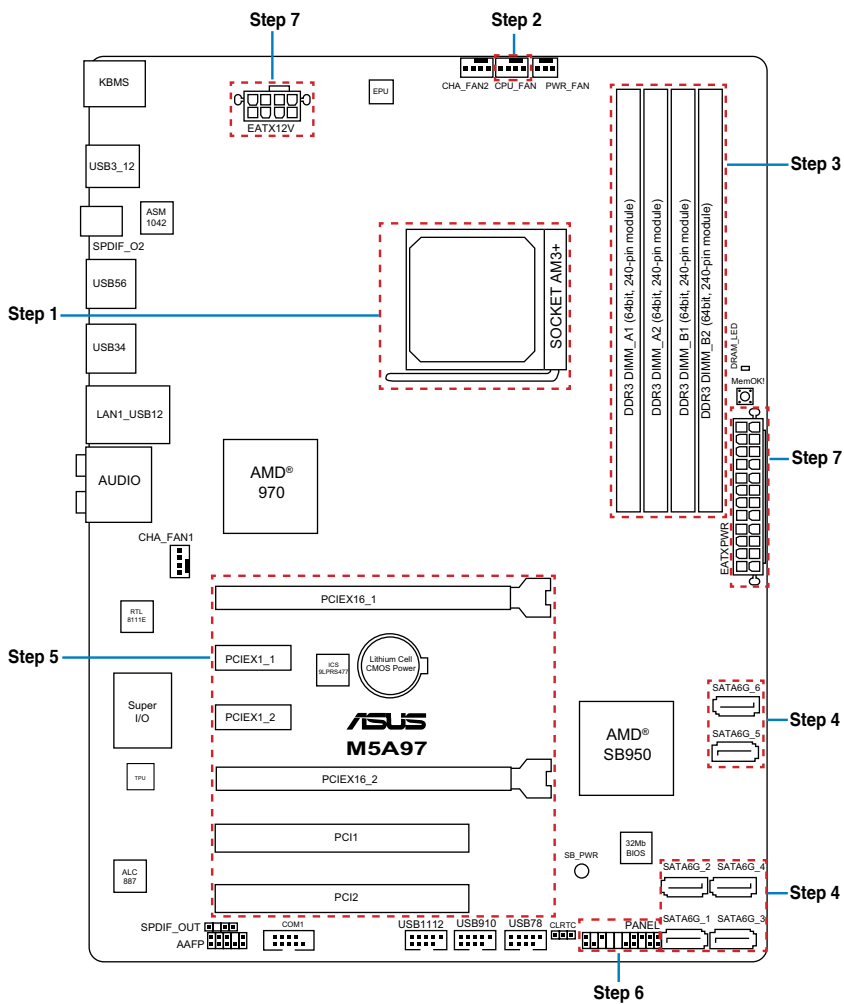 Step 7
Step 2
KBMS
EPU
CHA_FAN2
CPU_FAN
PWR_FAN
EATX12V
USB3_12
Step 3
ASM
1042
SPDIF_O2
USB56
Step 1
SOCKET AM3+
DDR3 DIMM_A1 (64bit, 240-pin module)
DDR3 DIMM_A2 (64bit, 240-pin module)
DDR3 DIMM_B1 (64bit, 240-pin module)
DDR3 DIMM_B2 (64bit, 240-pin module)
USB34
DRAM_LED
MemOK!
LAN1_USB12
AUDIO
AMD®
970
Step 7
EATXPWR
CHA_FAN1
PCIEX16_1
RTL
8111E
Step 5
PCIEX1_1
ICS
9LPRS477
Lithium Cell
CMOS Power
SATA6G_6
Super
I/O
PCIEX1_2
ASUS
M5A97
AMD®
SB950
Step 4
SATA6G_5
TPU
PCIEX16_2
PCI1
32Mb
BIOS
SB_PWR
SATA6G_2
SATA6G_4
ALC
887
PCI2
Step 4
SPDIF_OUT
AAFP
COM1
USB1112
USB910
USB78
CLRTC
PANEL
SATA6G_1
SATA6G_3
Step 6